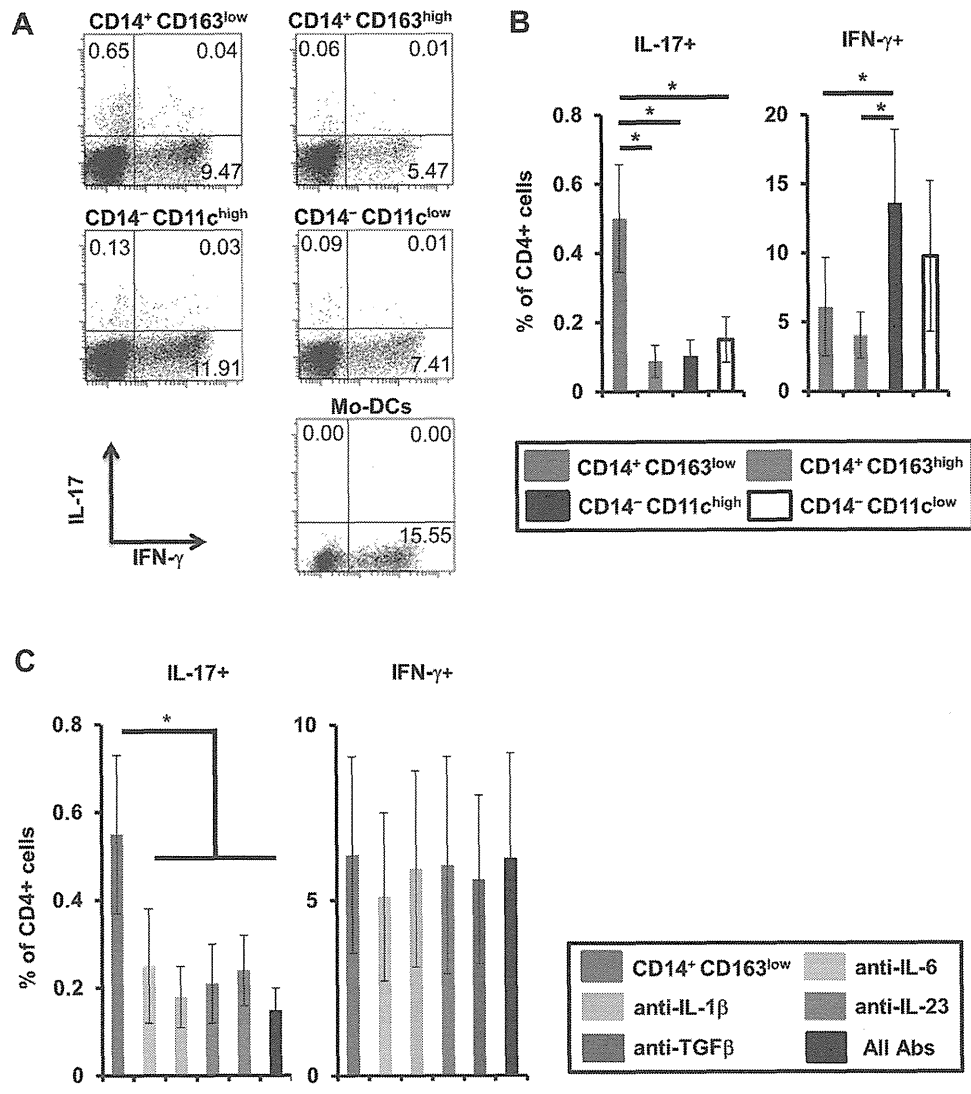 A
CD14⁺ CD163ˡᵒʷ
CD14⁺ CD163ʰⁱᵍʰ
0.65 0.04
9.47
0.06 0.01
5.47
CD14⁻ CD11cʰⁱᵍʰ
CD14⁻ CD11cˡᵒʷ
0.13 0.03
11.91
0.09 0.01
7.41
Mo-DCs
0.00 0.00
15.55
IL-17
IFN-γ
B
IL-17+
IFN-γ+
% of CD4+ cells
0.8
0.6
0.4
0.2
0
*
*
*
20
15
10
5
0
*
*
CD14⁺ CD163ˡᵒʷ
CD14⁺ CD163ʰⁱᵍʰ
CD14⁻ CD11cʰⁱᵍʰ
CD14⁻ CD11cˡᵒʷ
C
IL-17+
IFN-γ+
% of CD4+ cells
0.8
0.6
0.4
0.2
0
*
10
5
0
CD14⁺ CD163ˡᵒʷ
anti-IL-6
anti-IL-1β
anti-IL-23
anti-TGFβ
All Abs